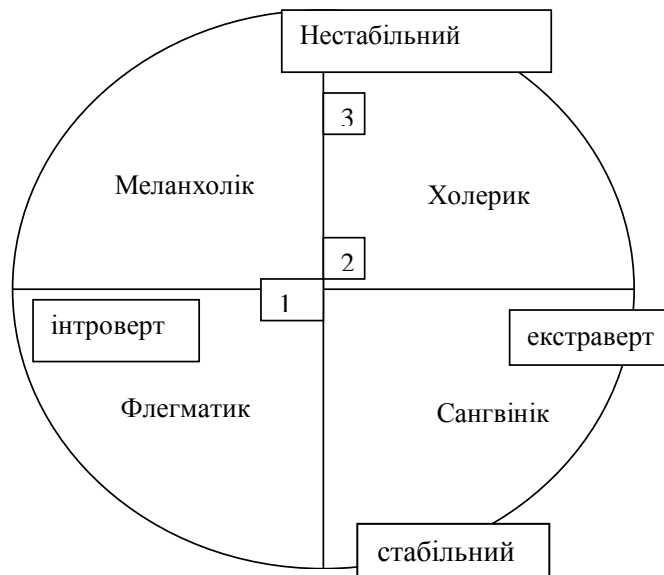 Нестабільний
3
Меланхолік
Холерик
2
1
інтроверт
екстраверт
Флегматик
Сангвінік
стабільний